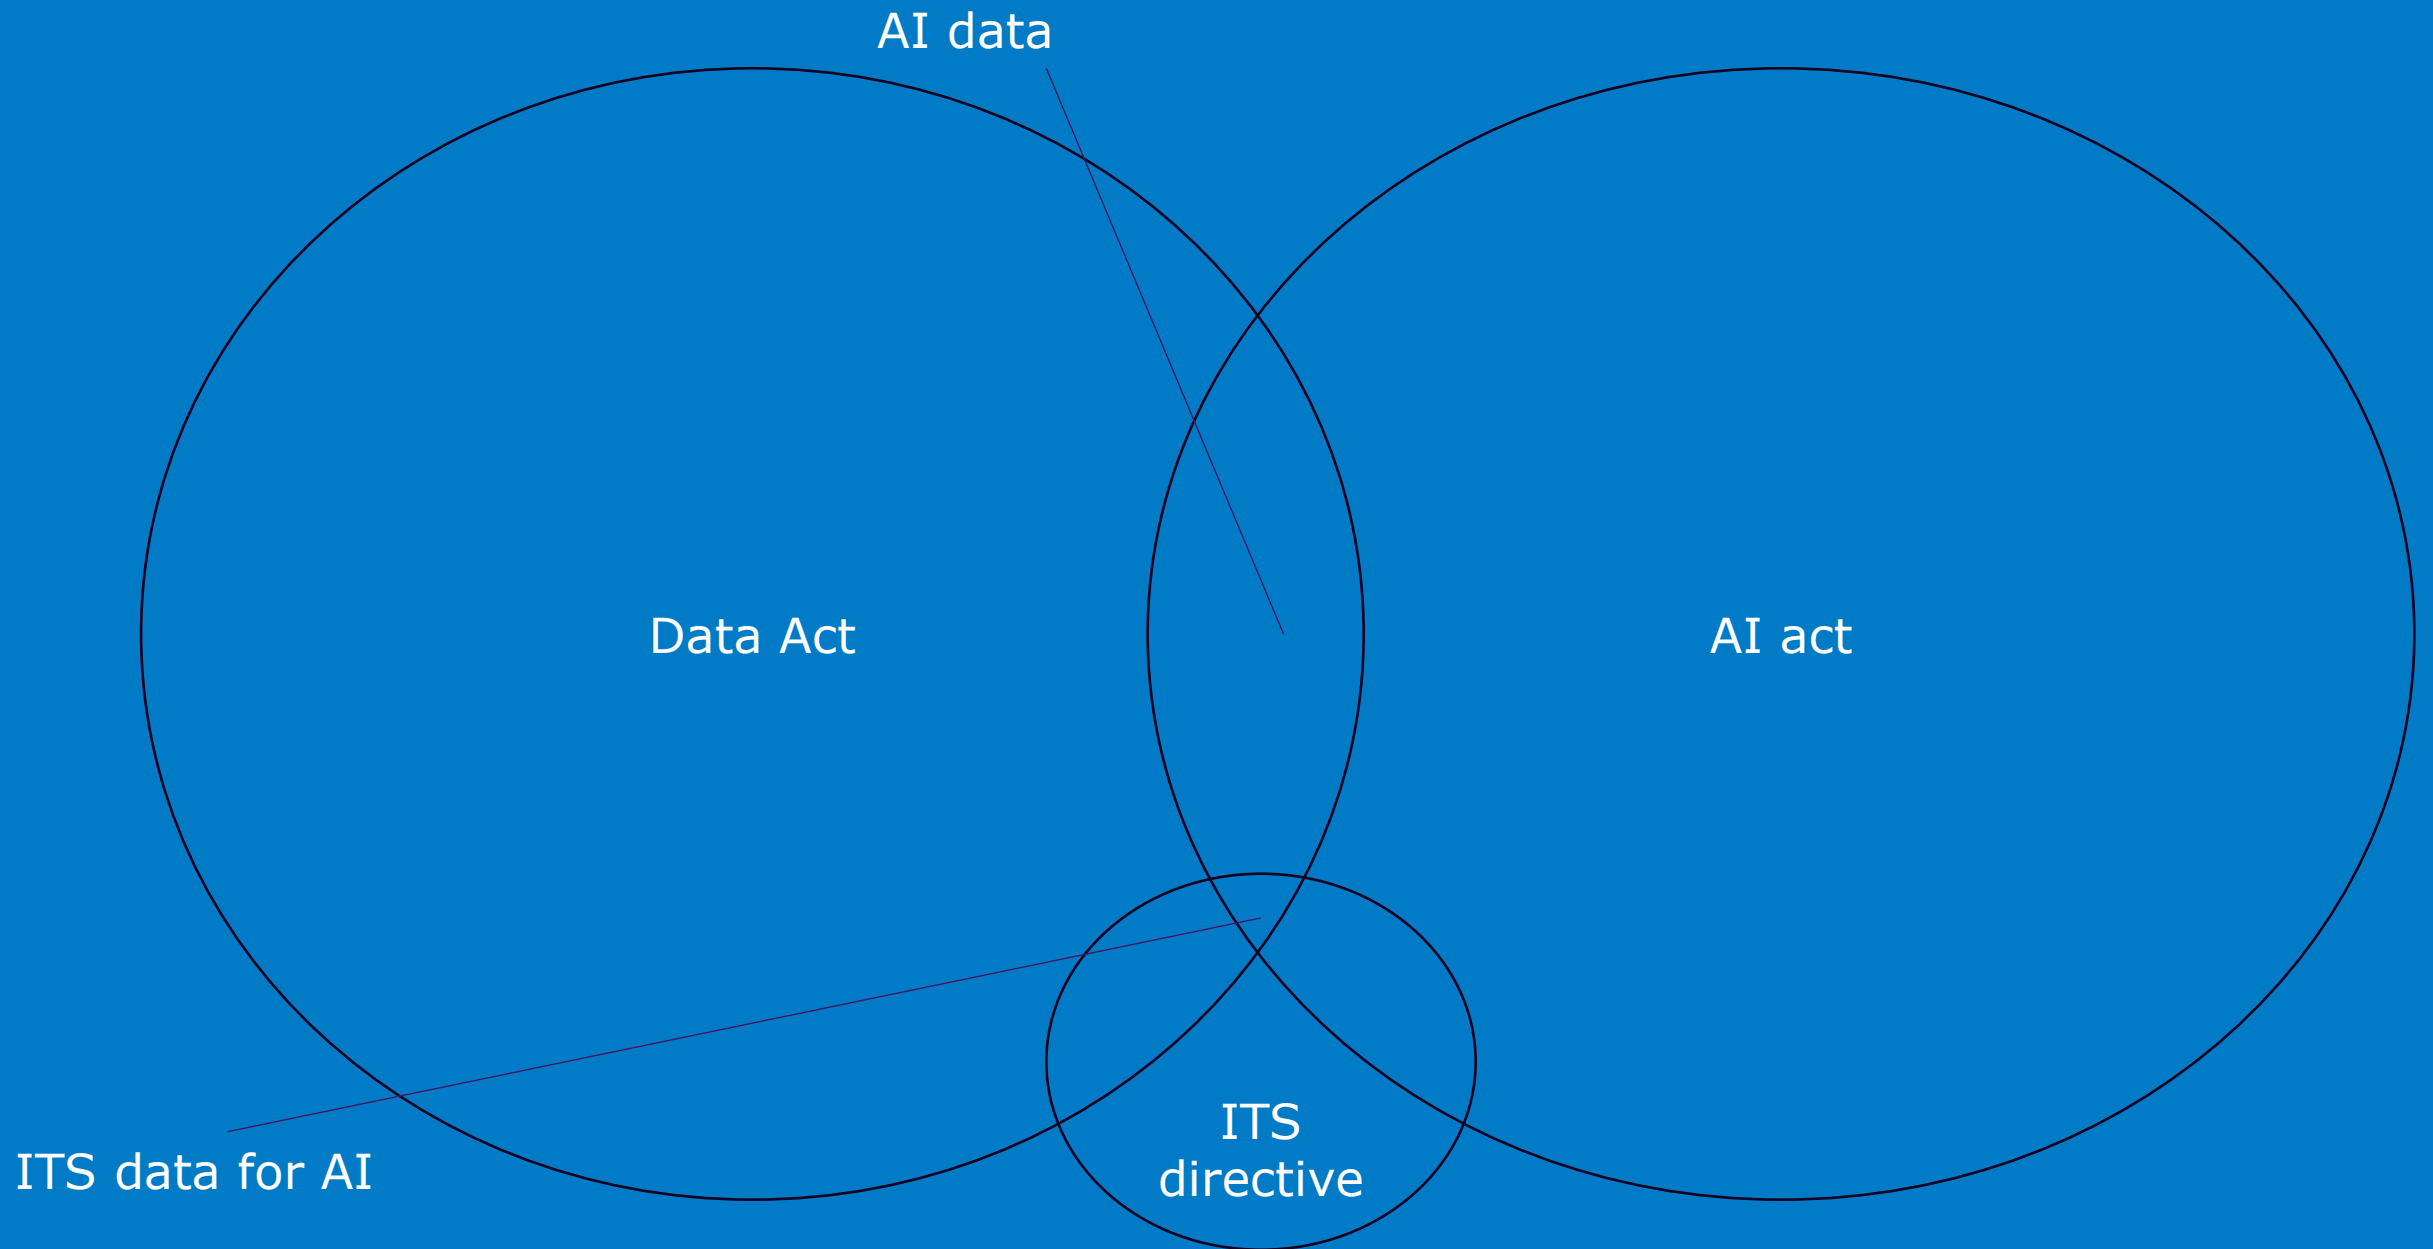 AI data
Data Act
AI act
ITS
directive
ITS data for AI